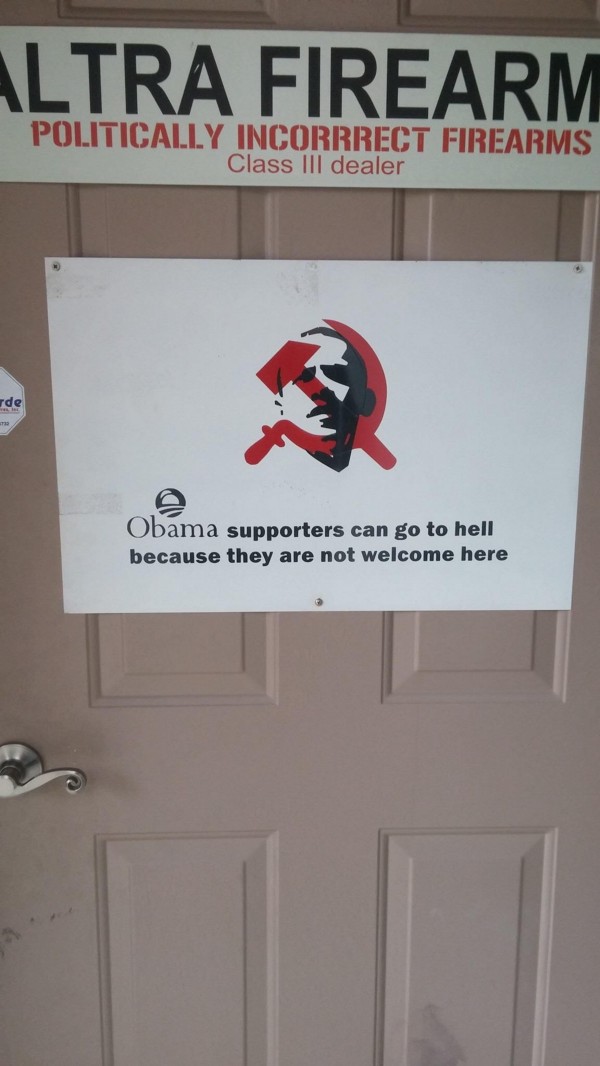 ALTRA FIREARM
POLITICALLY INCORRRECT FIREARMS
Class III dealer
rde
Obama supporters can go to hell
because they are not welcome here